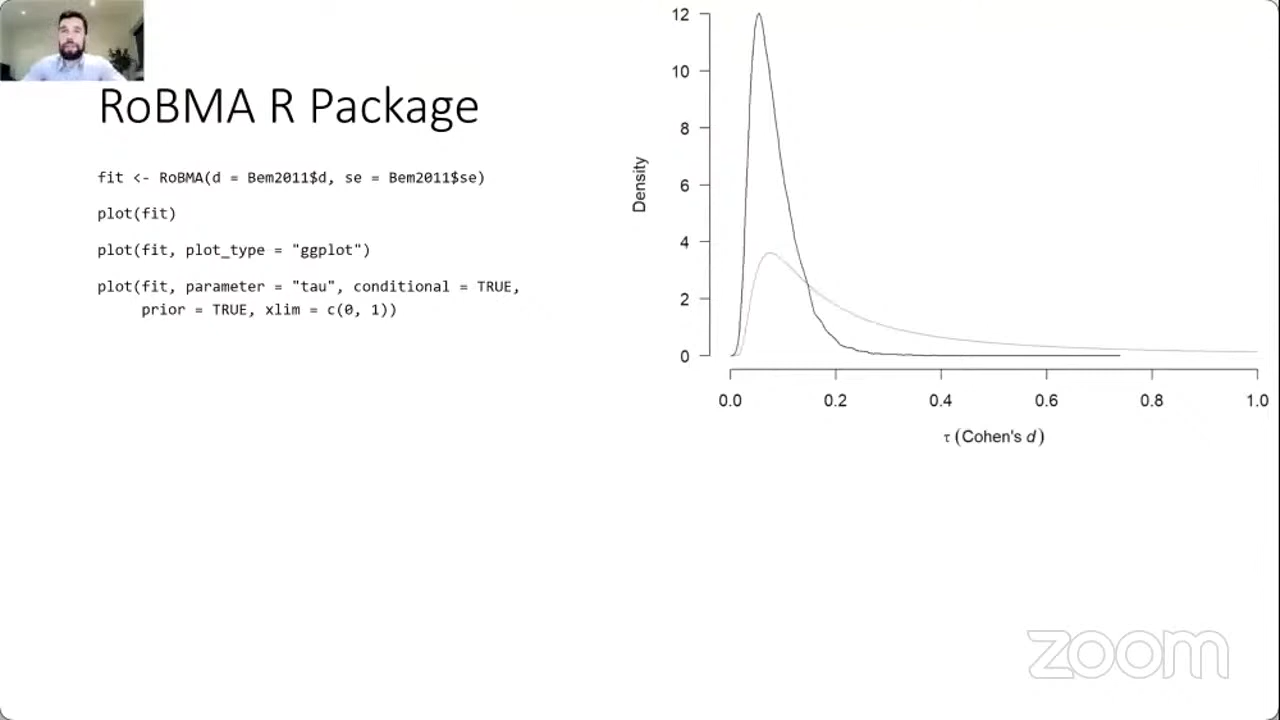 RoBMA R Package
fit <- RoBMA(d = Bem2011$d, se = Bem2011$se)
plot(fit)
plot(fit, plot_type = "ggplot")
plot(fit, parameter = "tau", conditional = TRUE,
prior = TRUE, xlim = c(0, 1))
12
10
8
6
4
2
0
Density
0.0 0.2 0.4 0.6 0.8 1.0
τ (Cohen's d)
zoom